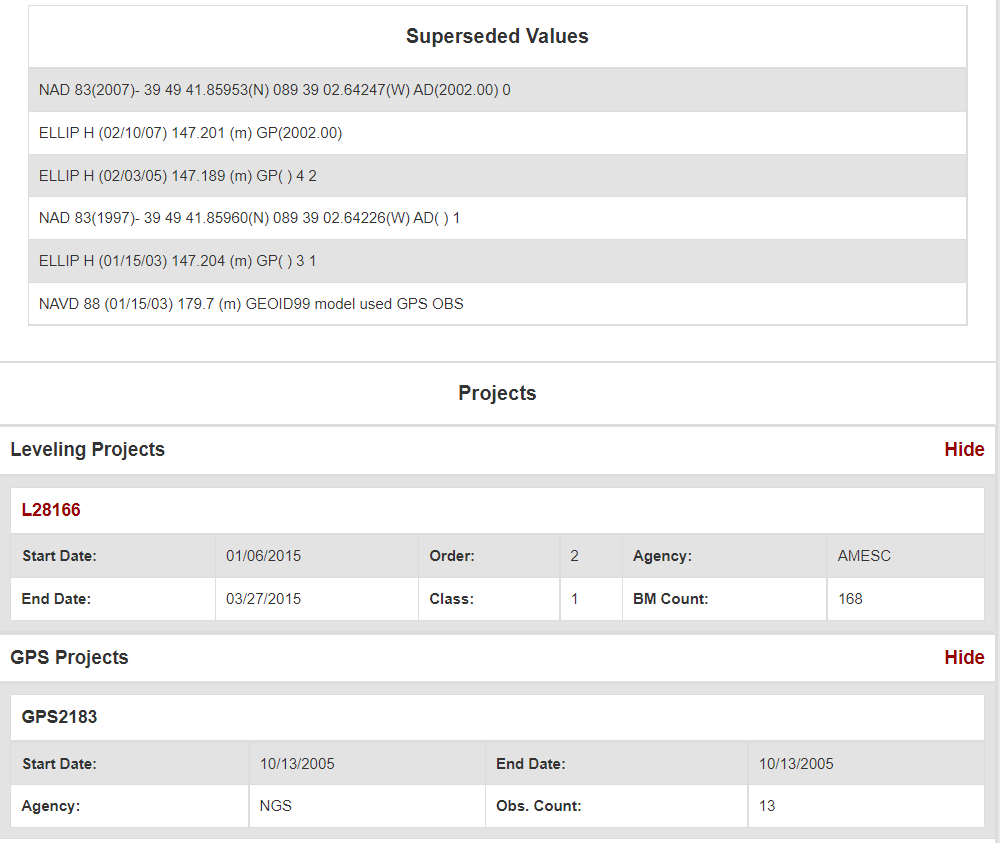 Superseded Values
NAD 83(2007)- 39 49 41.85953(N) 089 39 02.64247(W) AD(2002.00) 0
ELLIP H (02/10/07) 147.201 (m) GP(2002.00)
ELLIP H (02/03/05) 147.189 (m) GP( ) 4 2
NAD 83(1997)- 39 49 41.85960(N) 089 39 02.64226(W) AD( ) 1
ELLIP H (01/15/03) 147.204 (m) GP( ) 3 1
NAVD 88 (01/15/03) 179.7 (m) GEOID99 model used GPS OBS
Projects
Leveling Projects Hide
L28166
Start Date: 01/06/2015 Order: 2 Agency: AMESC
End Date: 03/27/2015 Class: 1 BM Count: 168
GPS Projects Hide
GPS2183
Start Date: 10/13/2005 End Date: 10/13/2005
Agency: NGS Obs. Count: 13